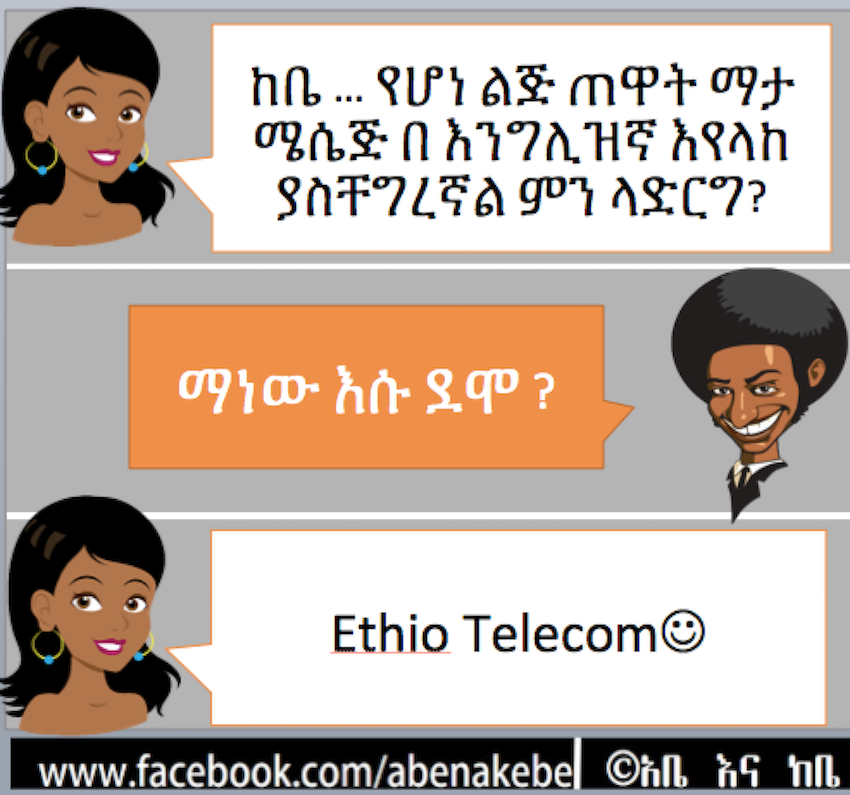 ከቤ ... የሆነ ልጅ ጠዋት ማታ
ሜሴጅ በ እንግሊዝኛ እየላከ
ያስቸግረኛል ምን ላድርግ?
ማነው እሱ ደሞ ?
Ethio Telecom☺
www.facebook.com/abenakebe ©አቤ እና ከቤ